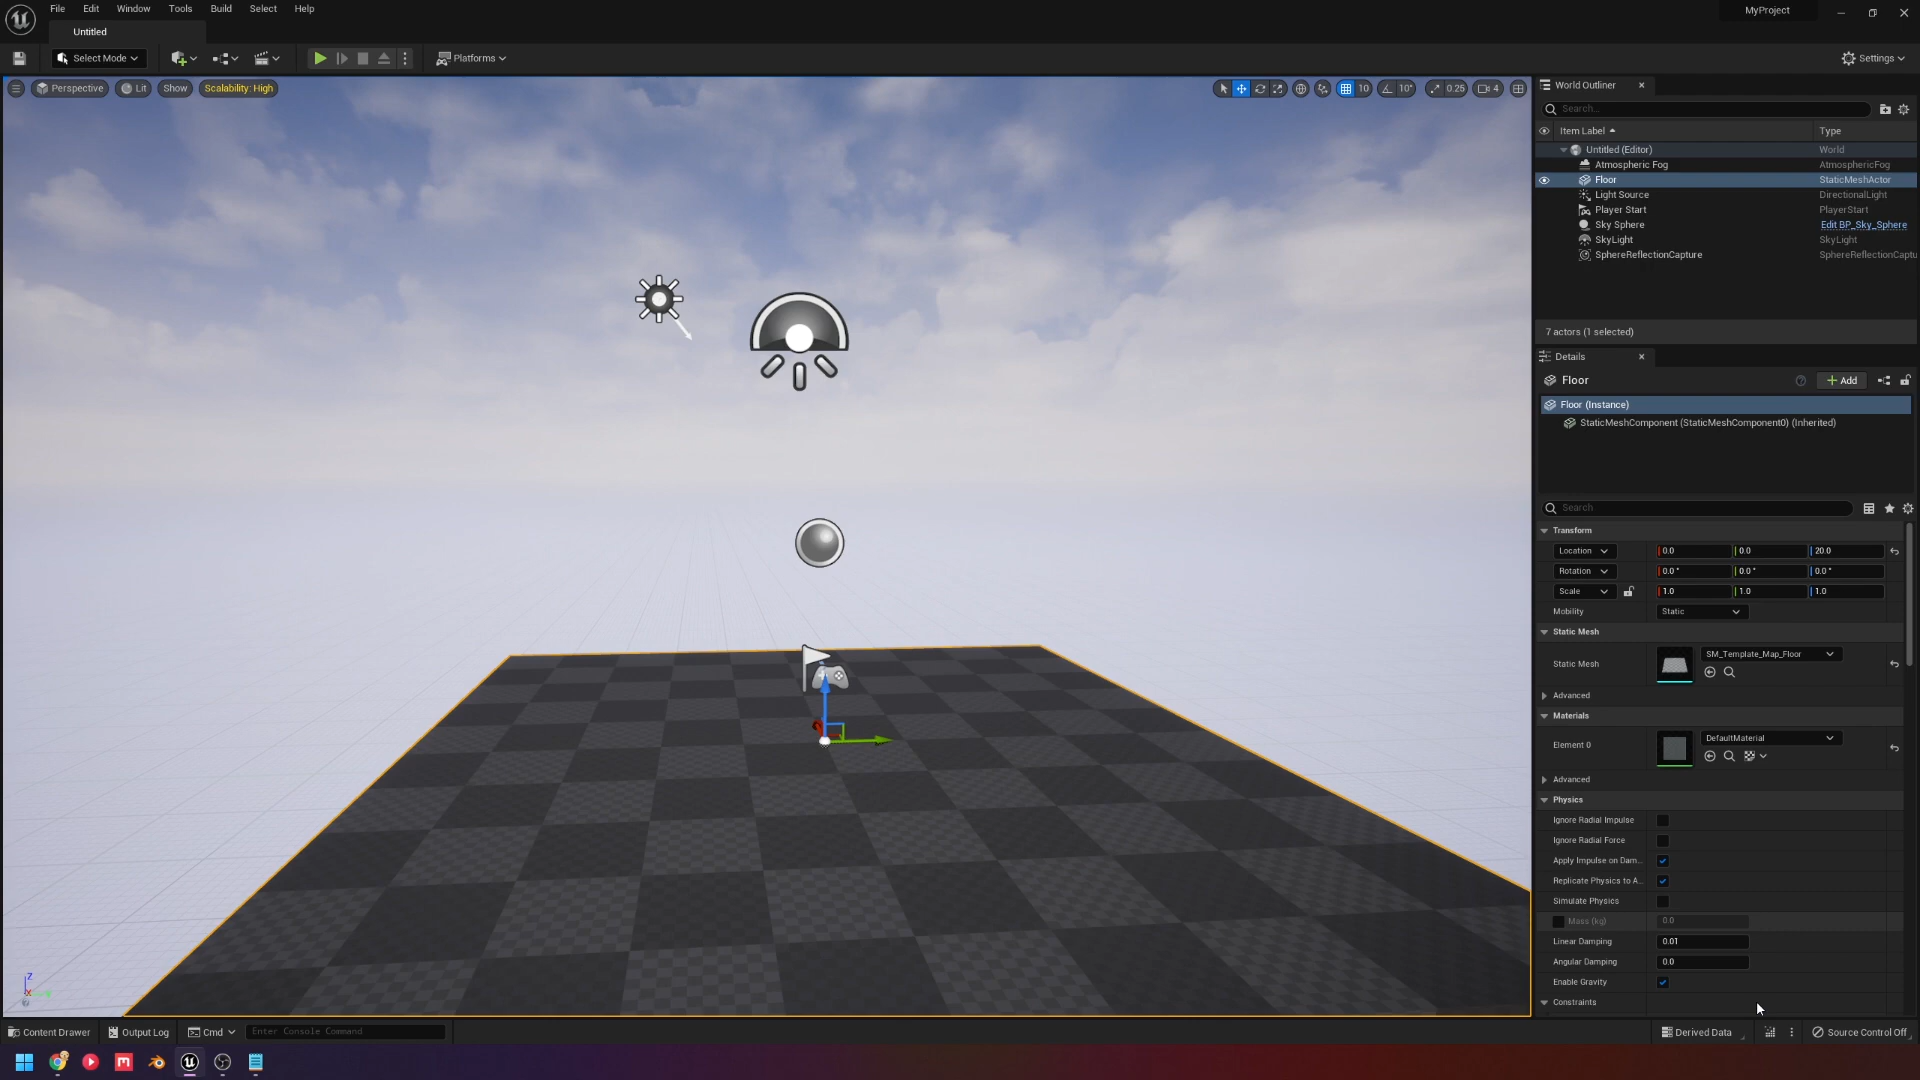 File Edit Window Tools Build Select Help
MyProject
Untitled
Select Mode
Platforms
Settings
Perspective Lit Show Scalability: High
10 10° 0.25 4
World Outliner
Search...
Item Label Type
Untitled (Editor) World
Atmospheric Fog AtmosphericFog
Floor StaticMeshActor
Light Source DirectionalLight
Player Start PlayerStart
Sky Sphere Edit BP_Sky_Sphere
SkyLight SkyLight
SphereReflectionCapture SphereReflectionCaptu
7 actors (1 selected)
Details
Floor
Add
Floor (Instance)
StaticMeshComponent (StaticMeshComponent0) (Inherited)
Search
Transform
Location 0.0 0.0 20.0
Rotation 0.0 ° 0.0 ° 0.0 °
Scale 1.0 1.0 1.0
Mobility Static
Static Mesh
Static Mesh SM_Template_Map_Floor
Advanced
Materials
Element 0 DefaultMaterial
Advanced
Physics
Ignore Radial Impulse
Ignore Radial Force
Apply Impulse on Dam...
Replicate Physics to A...
Simulate Physics
Mass (kg) 0.0
Linear Damping 0.01
Angular Damping 0.0
Enable Gravity
Constraints
Z
X
Content Drawer Output Log Cmd Enter Console Command
Derived Data Source Control Off